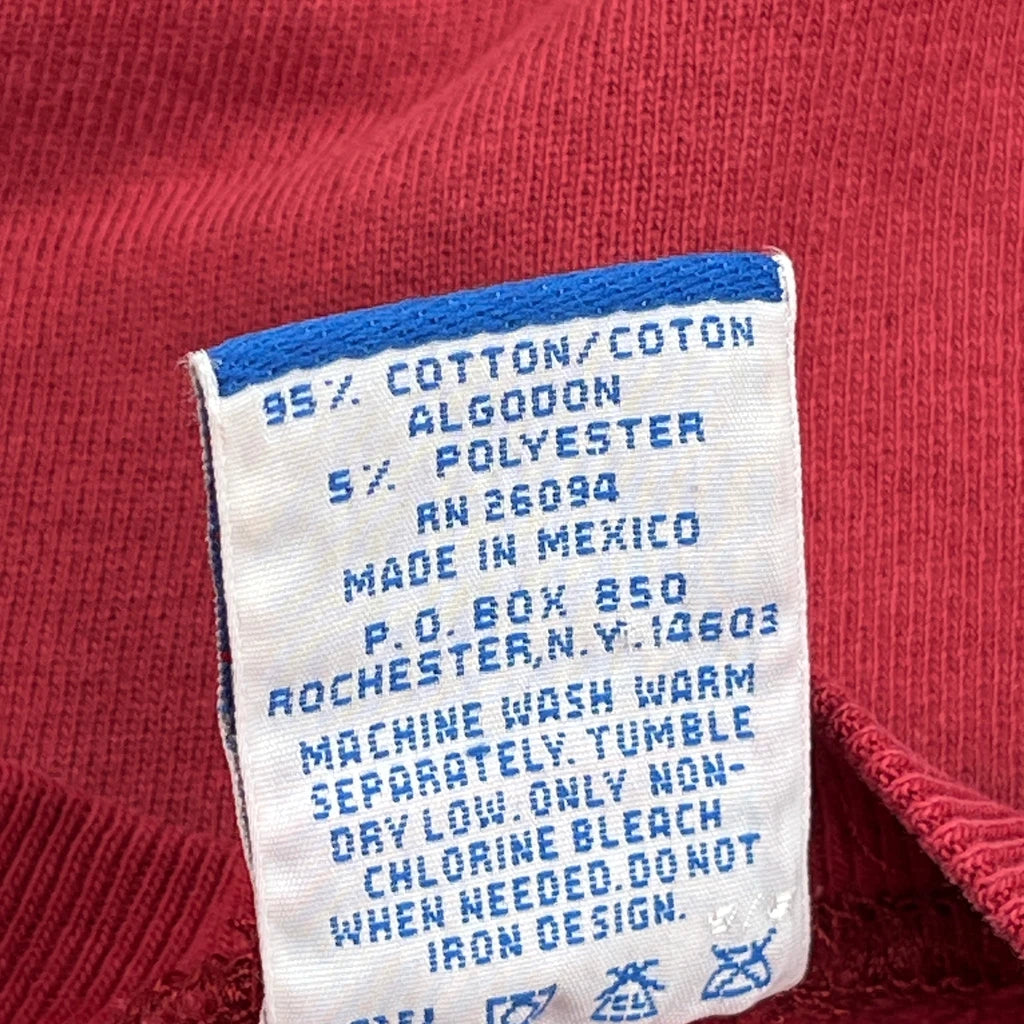 95% COTTON/COTON
ALGODON
5% POLYESTER
RN 26094
MADE IN MEXICO
P.O. BOX 850
ROCHESTER, N.Y. 14603
MACHINE WASH WARM
SEPARATELY. TUMBLE
DRY LOW. ONLY NON-
CHLORINE BLEACH
WHEN NEEDED. DO NOT
IRON DESIGN.